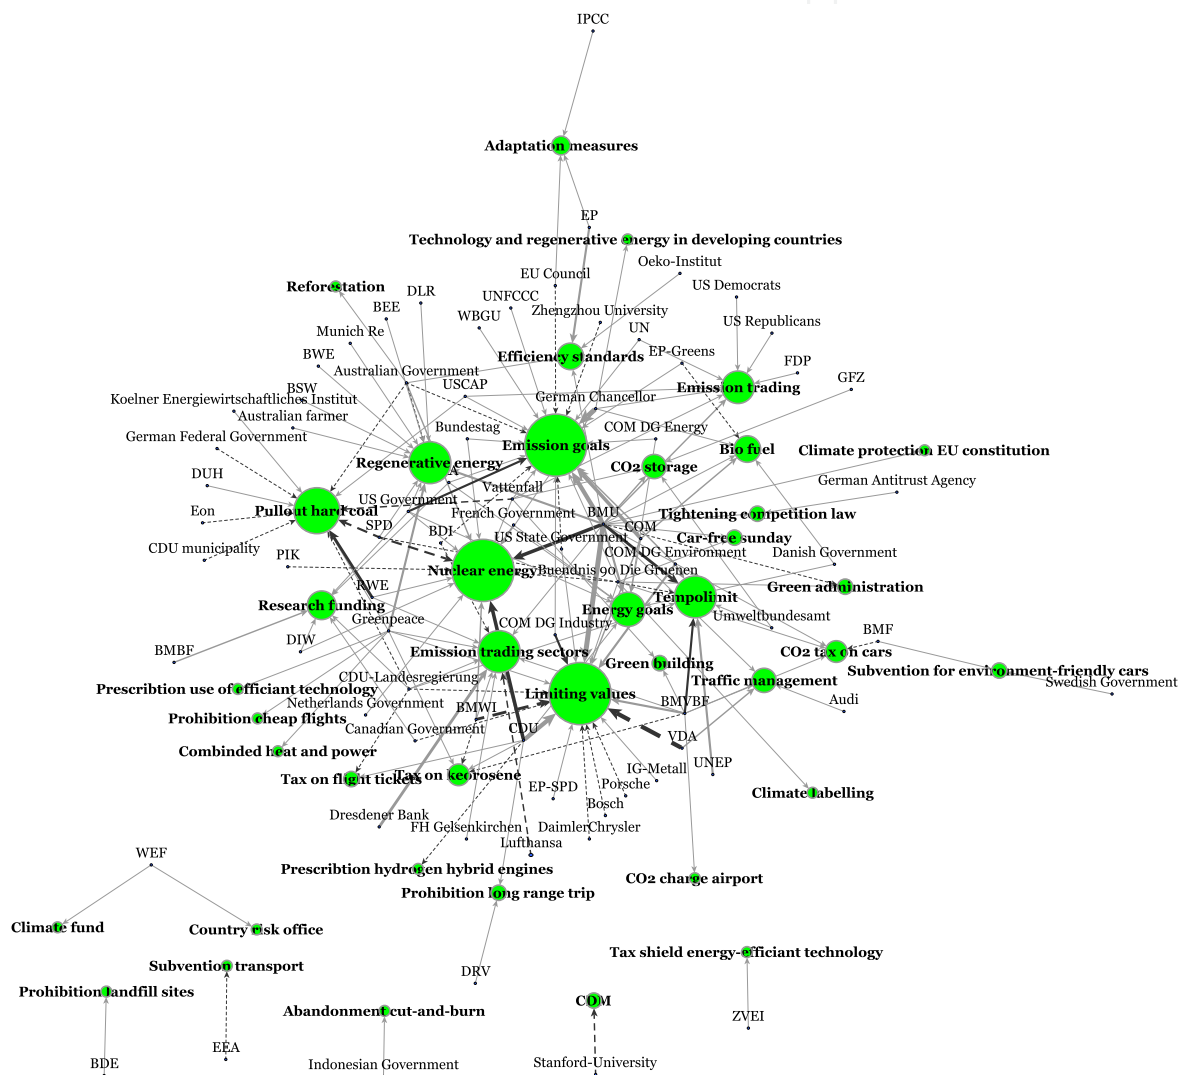 IPCC
Adaptation measures
EP
Technology and regenerative energy in developing countries
Oeko-Institut
EU Council
US Democrats
Reforestation
DLR
UNFCCC
BEE
Zhengzhou University
WBGU
US Republicans
Munich Re
UN
BWE
Efficiency standards
EP-Greens
FDP
Australian Government
GFZ
BSW
USCAP
Emission trading
Koelner Energiewirtschaftliches Institut
German Chancellor
Australian farmer
Bundestag
COM DG Energy
German Federal Government
Emission goals
Bio fuel
Climate protection EU constitution
Regenerative energy
CO2 storage
DUH
German Antitrust Agency
Vattenfall
US Government
Eon
Pullout hard coal
French Government
BMU
Tightening competition law
SPD
BDI
US State Government
COM
Car-free sunday
CDU municipality
COM DG Environment
Danish Government
PIK
Nuclear energy
Buendnis 90 Die Gruenen
RWE
Green administration
Tempolimit
Research funding
Energy goals
Umweltbundesamt
Greenpeace
COM DG Industry
BMF
DIW
BMBF
Emission trading sectors
CO2 tax on cars
Green building
Subvention for environment-friendly cars
CDU-Landesregierung
Traffic management
Swedish Government
Prescribtion use of efficiant technology
Limiting values
Netherlands Government
BMWI
BMVBF
Audi
Prohibition cheap flights
Canadian Government
CDU
VDA
Combinded heat and power
UNEP
IG-Metall
Tax on flight tickets
Tax on keorosene
EP-SPD
Porsche
Climate labelling
Bosch
Dresdener Bank
FH Gelsenkirchen
DaimlerChrysler
Lufthansa
WEF
Prescribtion hydrogen hybrid engines
CO2 charge airport
Prohibition long range trip
Climate fund
Country risk office
Tax shield energy-efficiant technology
Subvention transport
DRV
Prohibition landfill sites
CDM
Abandonment cut-and-burn
ZVEI
EEA
BDE
Indonesian Government
Stanford-University